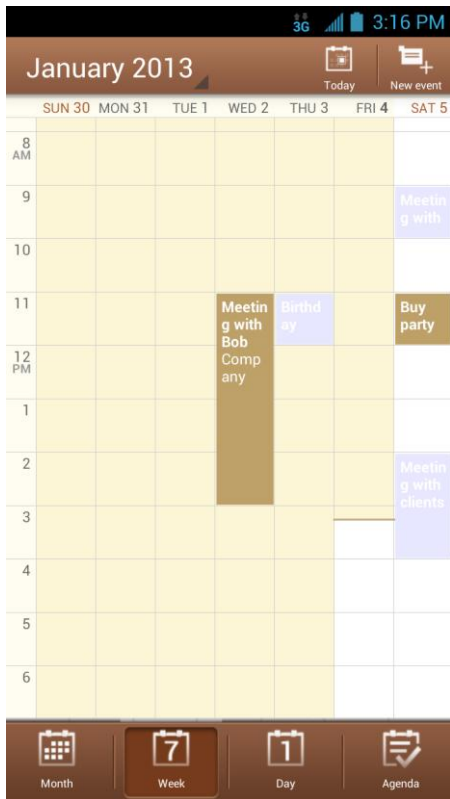 3G 3:16 PM
January 2013
Today
New event
SUN 30 MON 31 TUE 1 WED 2 THU 3 FRI 4 SAT 5
8
AM
9
Meetin
g with
10
11
Meetin
g with
Bob
Comp
any
Birthd
ay
Buy
party
12
PM
1
2
Meetin
g with
clients
3
4
5
6
Month
7
Week
1
Day
Agenda